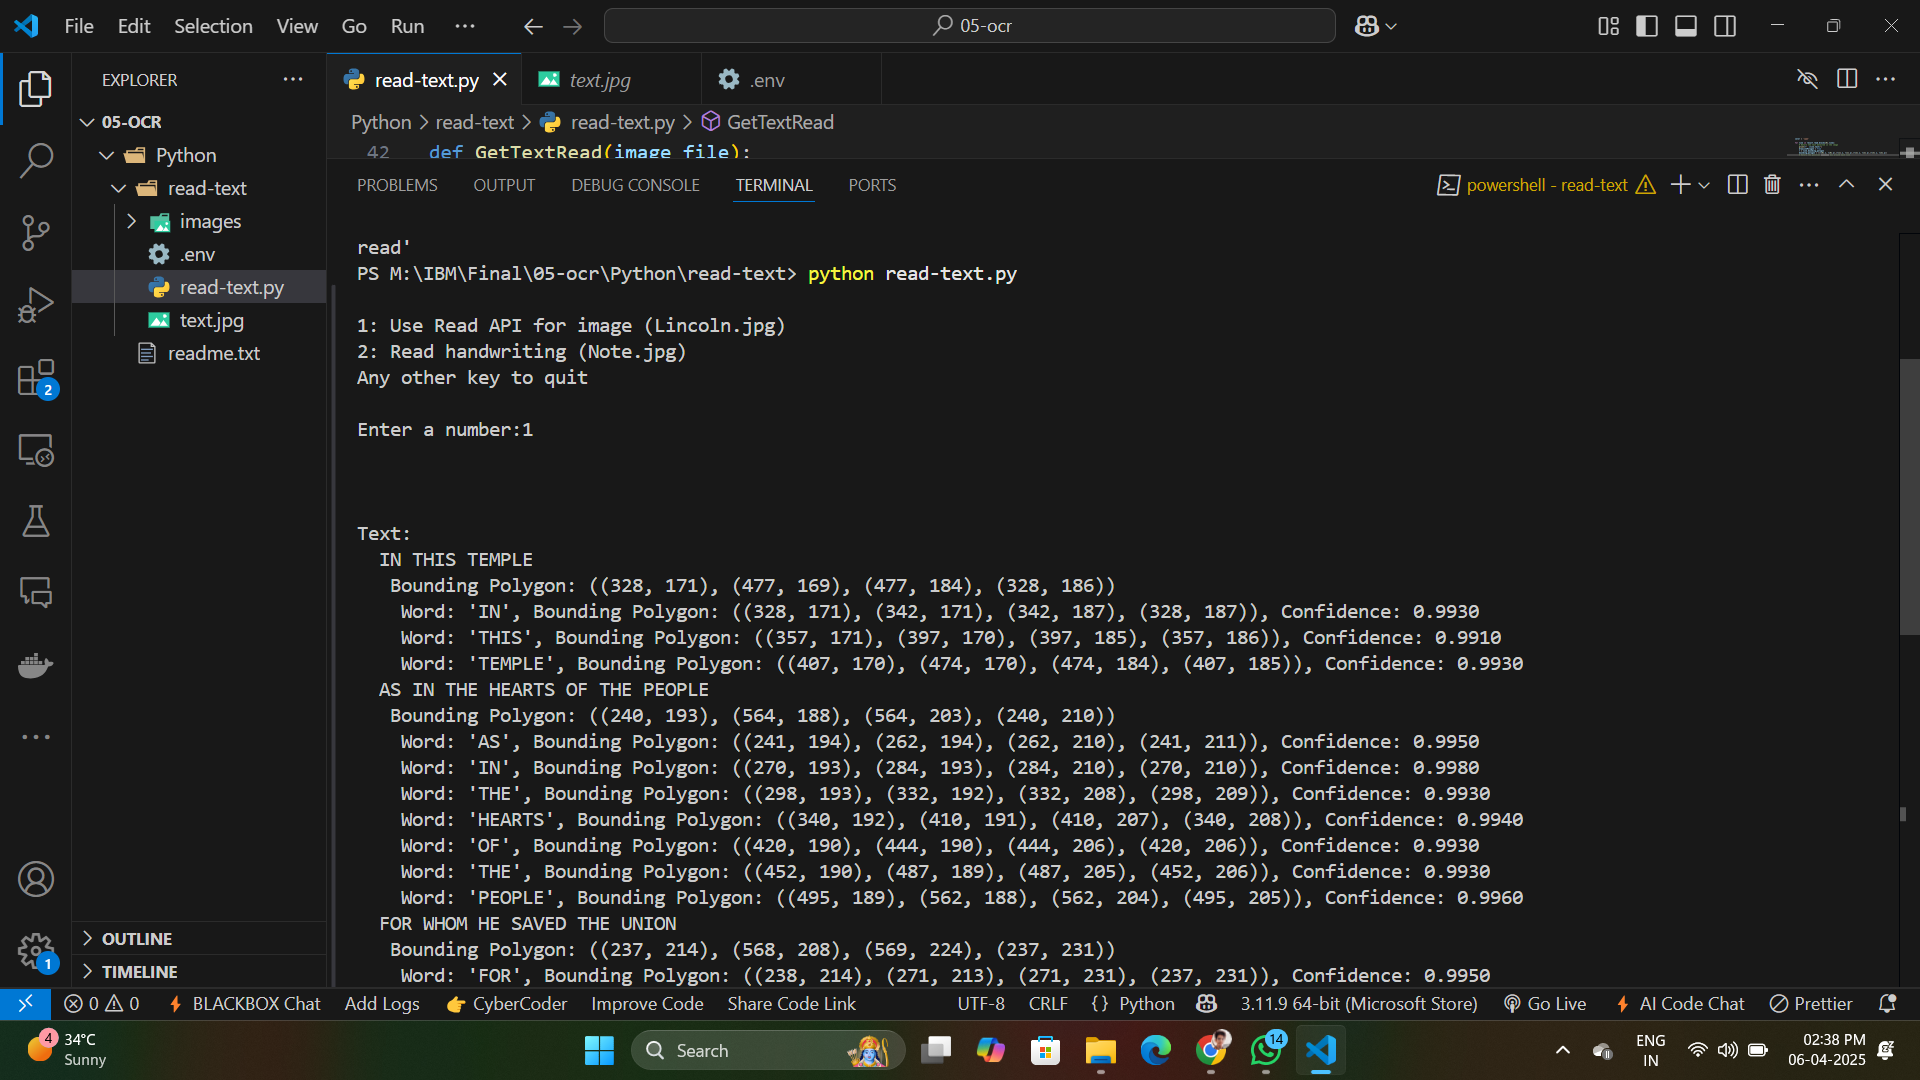 File Edit Selection View Go Run ··· 05-ocr
EXPLORER ···
05-OCR
Python
read-text
images
.env
read-text.py
text.jpg
readme.txt
OUTLINE
TIMELINE
2
1
read-text.py text.jpg .env
Python > read-text > read-text.py > GetTextRead
42 def GetTextRead(image_file):
PROBLEMS OUTPUT DEBUG CONSOLE TERMINAL PORTS powershell - read-text
read'
PS M:\IBM\Final\05-ocr\Python\read-text> python read-text.py
1: Use Read API for image (Lincoln.jpg)
2: Read handwriting (Note.jpg)
Any other key to quit
Enter a number:1
Text:
IN THIS TEMPLE
Bounding Polygon: ((328, 171), (477, 169), (477, 184), (328, 186))
Word: 'IN', Bounding Polygon: ((328, 171), (342, 171), (342, 187), (328, 187)), Confidence: 0.9930
Word: 'THIS', Bounding Polygon: ((357, 171), (397, 170), (397, 185), (357, 186)), Confidence: 0.9910
Word: 'TEMPLE', Bounding Polygon: ((407, 170), (474, 170), (474, 184), (407, 185)), Confidence: 0.9930
AS IN THE HEARTS OF THE PEOPLE
Bounding Polygon: ((240, 193), (564, 188), (564, 203), (240, 210))
Word: 'AS', Bounding Polygon: ((241, 194), (262, 194), (262, 210), (241, 211)), Confidence: 0.9950
Word: 'IN', Bounding Polygon: ((270, 193), (284, 193), (284, 210), (270, 210)), Confidence: 0.9980
Word: 'THE', Bounding Polygon: ((298, 193), (332, 192), (332, 208), (298, 209)), Confidence: 0.9930
Word: 'HEARTS', Bounding Polygon: ((340, 192), (410, 191), (410, 207), (340, 208)), Confidence: 0.9940
Word: 'OF', Bounding Polygon: ((420, 190), (444, 190), (444, 206), (420, 206)), Confidence: 0.9930
Word: 'THE', Bounding Polygon: ((452, 190), (487, 189), (487, 205), (452, 206)), Confidence: 0.9930
Word: 'PEOPLE', Bounding Polygon: ((495, 189), (562, 188), (562, 204), (495, 205)), Confidence: 0.9960
FOR WHOM HE SAVED THE UNION
Bounding Polygon: ((237, 214), (568, 208), (569, 224), (237, 231))
Word: 'FOR', Bounding Polygon: ((238, 214), (271, 213), (271, 231), (237, 231)), Confidence: 0.9950
0 0 BLACKBOX Chat Add Logs CyberCoder Improve Code Share Code Link UTF-8 CRLF {} Python 3.11.9 64-bit (Microsoft Store) Go Live AI Code Chat Prettier
4 34°C
Sunny
Search
14
ENG
IN
02:38 PM
06-04-2025